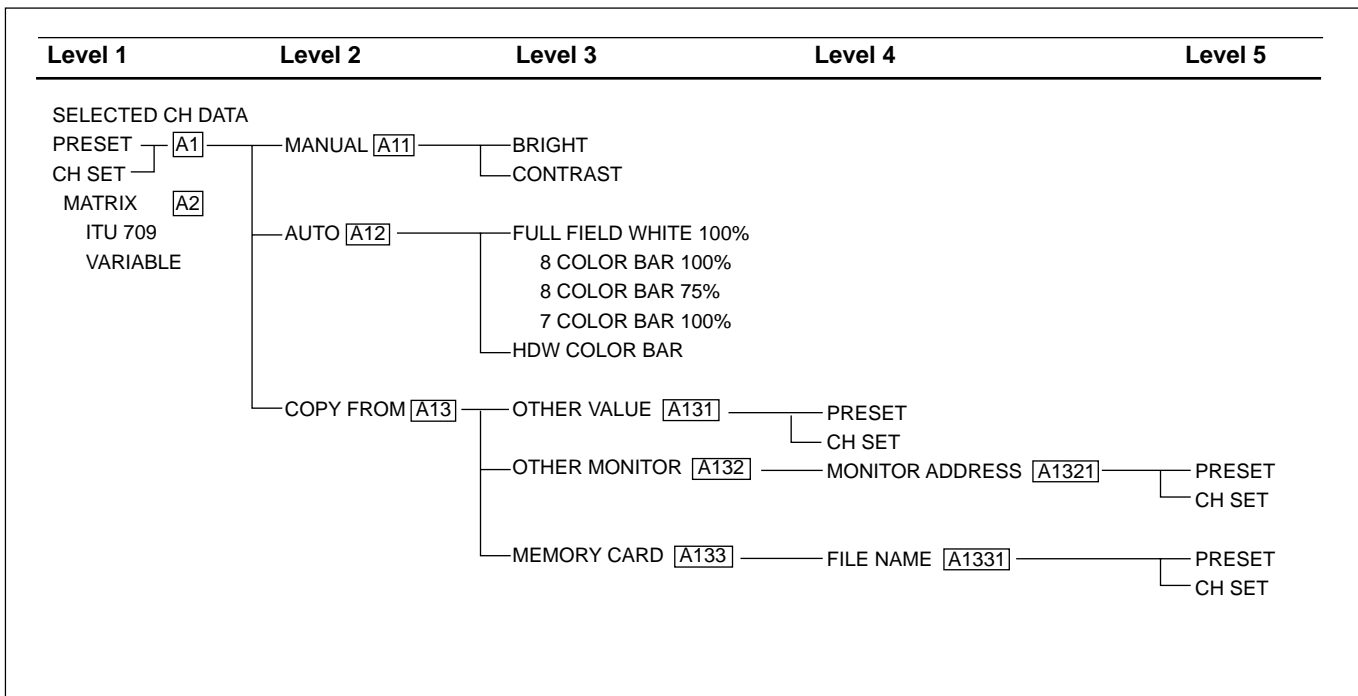 Level 1 Level 2 Level 3 Level 4 Level 5
SELECTED CH DATA
PRESET A1 MANUAL A11 BRIGHT
CH SET CONTRAST
MATRIX A2
ITU 709 AUTO A12 FULL FIELD WHITE 100%
VARIABLE 8 COLOR BAR 100%
8 COLOR BAR 75%
7 COLOR BAR 100%
HDW COLOR BAR
COPY FROM A13 OTHER VALUE A131 PRESET
CH SET
OTHER MONITOR A132 MONITOR ADDRESS A1321 PRESET
CH SET
MEMORY CARD A133 FILE NAME A1331 PRESET
CH SET